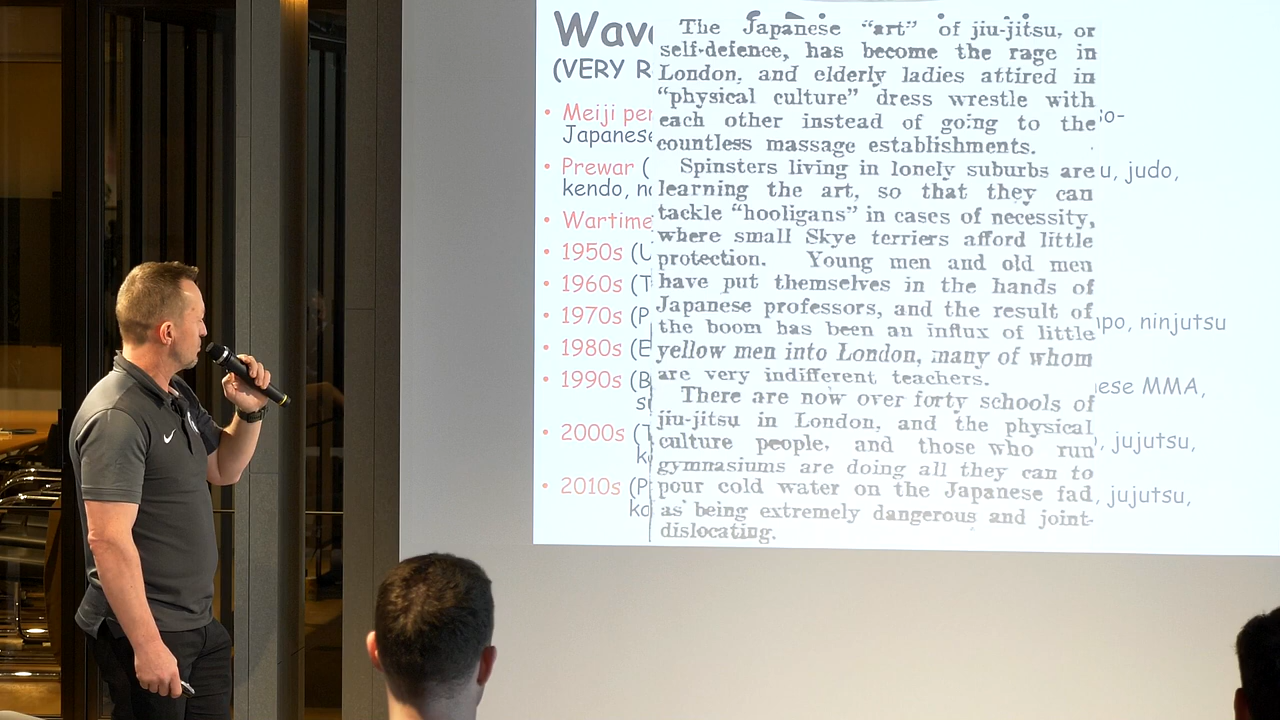 Wav
(VERY R
• Meiji per
Japanese
• Prewar (
kendo, n
• Wartime
• 1950s (
• 1960s (T
• 1970s (P
• 1980s (E
• 1990s (B
• 2000s (
• 2010s (P
The Japanese “art” of jiu-jitsu, or
self-defence, has become the rage in
London, and elderly ladies attired in
“physical culture” dress wrestle with
each other instead of going to the
countless massage establishments.
Spinsters living in lonely suburbs are
learning the art, so that they can
tackle “hooligans” in cases of necessity,
where small Skye terriers afford little
protection. Young men and old men
have put themselves in the hands of
Japanese professors, and the result of
the boom has been an influx of little
yellow men into London, many of whom
are very indifferent teachers.
There are now over forty schools of
jiu-jitsu in London, and the physical
culture people, and those who run
gymnasiums are doing all they can to
pour cold water on the Japanese fad,
as being extremely dangerous and joint-
dislocating.
o-
u, judo,
po, ninjutsu
ese MMA,
, jujutsu,
, jujutsu,